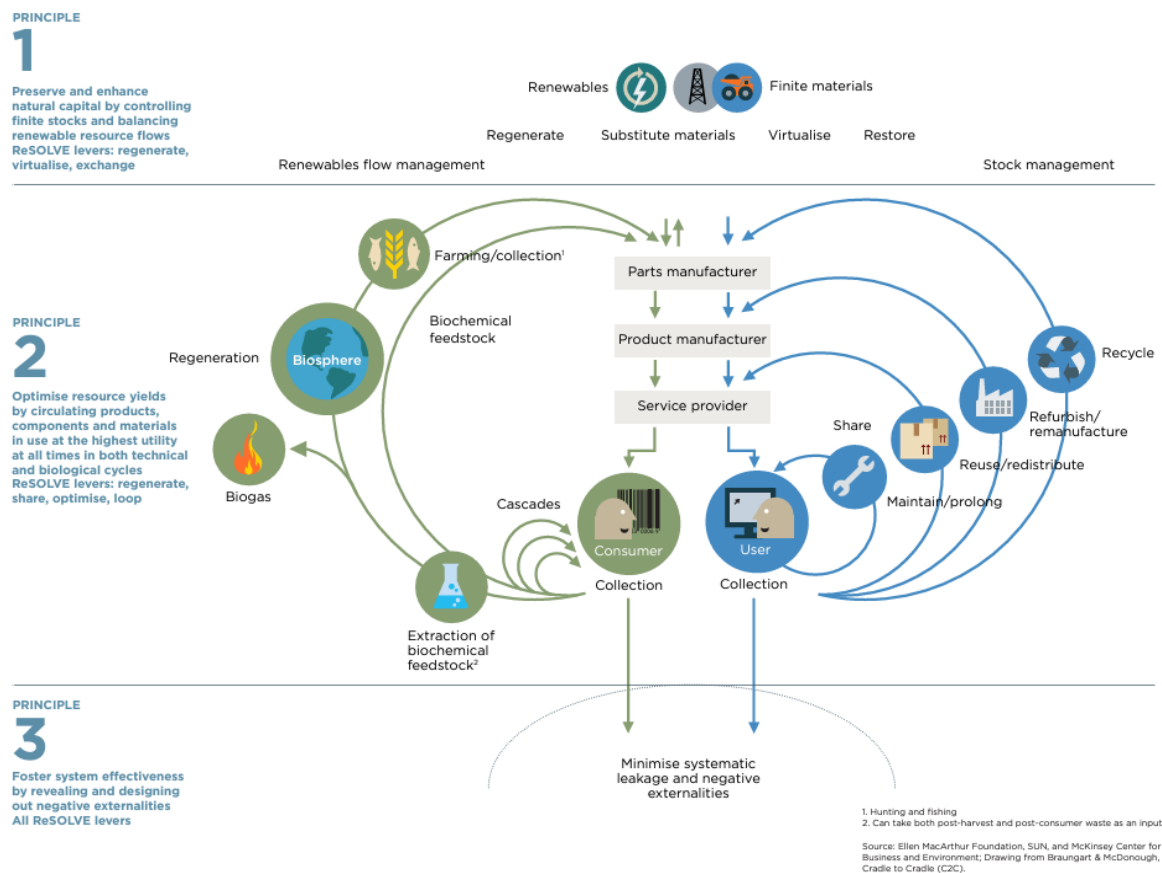 PRINCIPLE
1
Preserve and enhance
natural capital by controlling
finite stocks and balancing
renewable resource flows
ReSOLVE levers: regenerate,
virtualise, exchange
Renewables
Finite materials
Regenerate
Substitute materials
Virtualise
Restore
Renewables flow management
Stock management
PRINCIPLE
2
Optimise resource yields
by circulating products,
components and materials
in use at the highest utility
at all times in both technical
and biological cycles
ReSOLVE levers: regenerate,
share, optimise, loop
Farming/collection¹
Biochemical
feedstock
Regeneration
Biosphere
Biogas
Cascades
Extraction of
biochemical
feedstock²
Parts manufacturer
Product manufacturer
Service provider
Consumer
Collection
User
Collection
Share
Maintain/prolong
Reuse/redistribute
Refurbish/
remanufacture
Recycle
PRINCIPLE
3
Foster system effectiveness
by revealing and designing
out negative externalities
All ReSOLVE levers
Minimise systematic
leakage and negative
externalities
1. Hunting and fishing
2. Can take both post-harvest and post-consumer waste as an input
Source: Ellen MacArthur Foundation, SUN, and McKinsey Center for
Business and Environment; Drawing from Braungart & McDonough,
Cradle to Cradle (C2C).